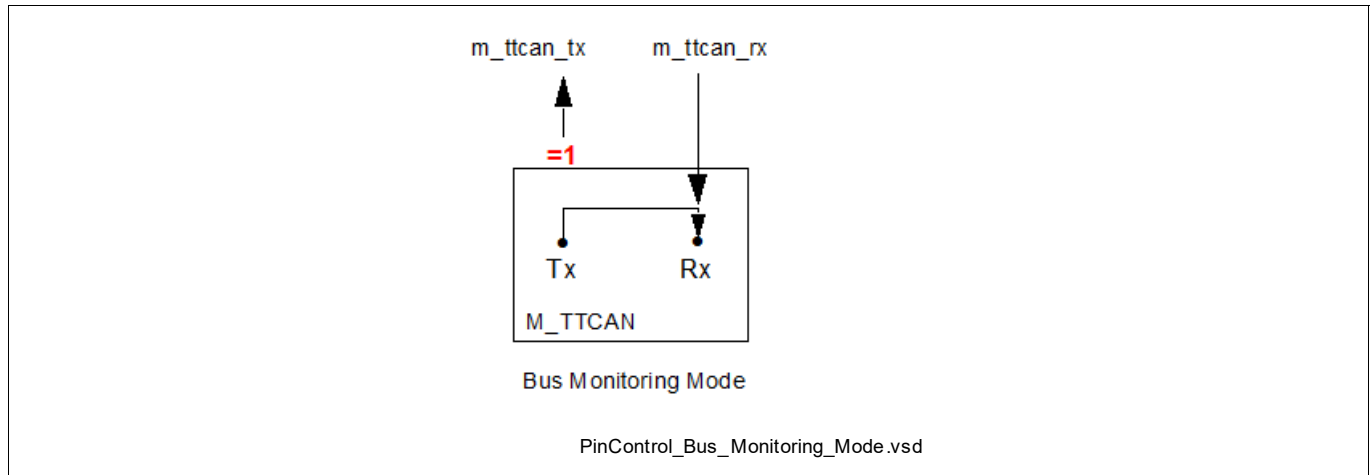 m_ttcan_tx m_ttcan_rx
=1
Tx Rx
M_TTCAN
Bus Monitoring Mode
PinControl_Bus_Monitoring_Mode.vsd